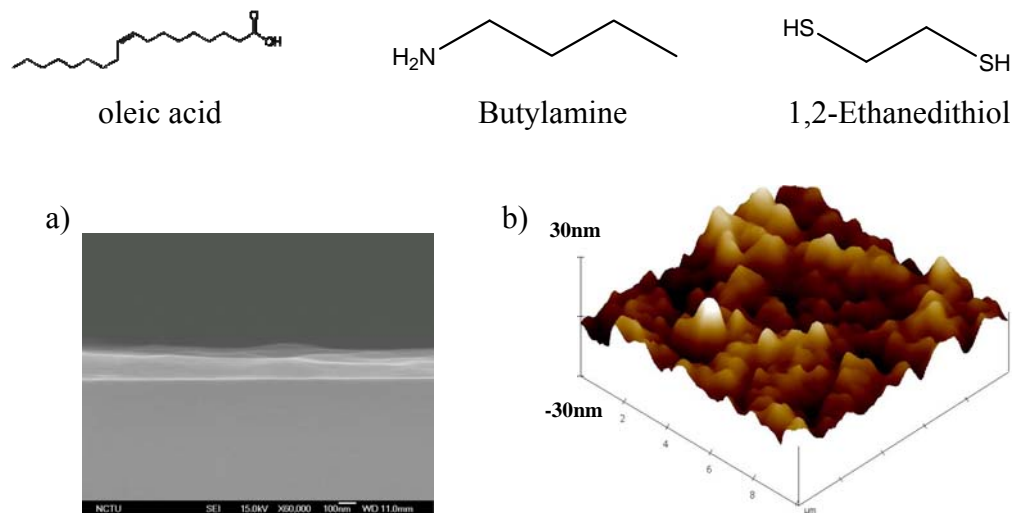 O
OH
oleic acid
H₂N
Butylamine
HS
SH
1,2-Ethanedithiol
a)
NCTU SEI 15.0kV X60,000 100nm WD 11.0mm
b)
30nm
-30nm
2
4
6
8
μm